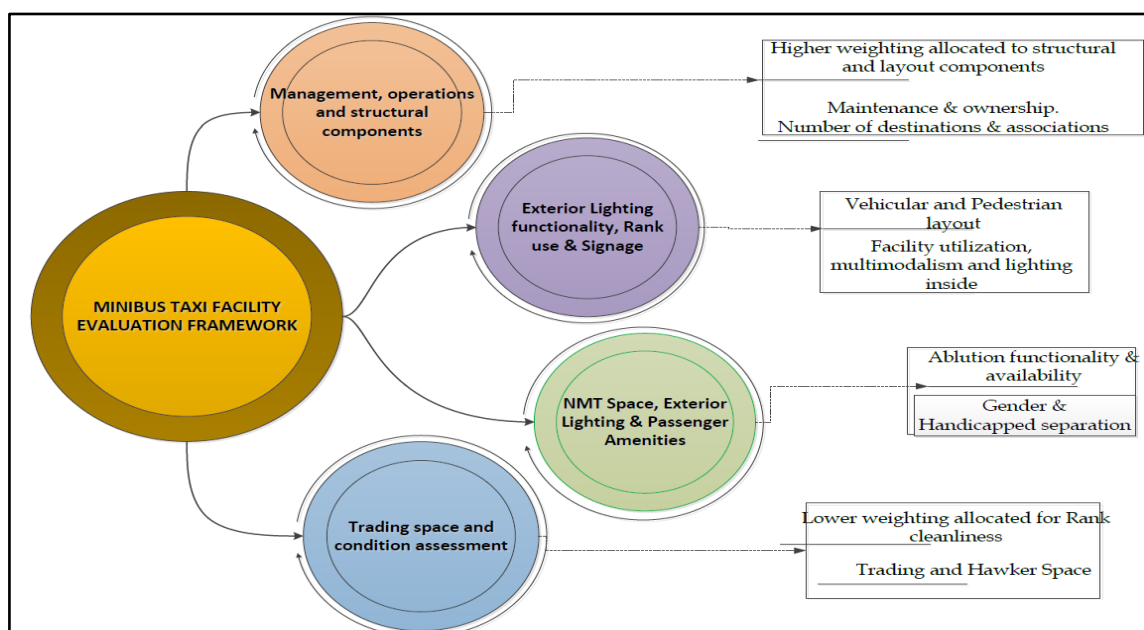 MINIBUS TAXI FACILITY
EVALUATION FRAMEWORK
Management, operations
and structural
components
Higher weighting allocated to structural
and layout components
Maintenance & ownership.
Number of destinations & associations
Exterior Lighting
functionality, Rank
use & Signage
Vehicular and Pedestrian
layout
Facility utilization,
multimodalism and lighting
inside
NMT Space, Exterior
Lighting & Passenger
Amenities
Ablution functionality &
availability
Gender &
Handicapped separation
Trading space and
condition assessment
Lower weighting allocated for Rank
cleanliness
Trading and Hawker Space